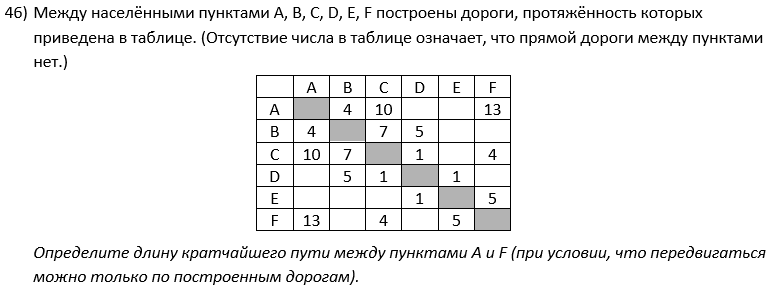 46) Между населёнными пунктами A, B, C, D, E, F построены дороги, протяжённость которых
приведена в таблице. (Отсутствие числа в таблице означает, что прямой дороги между пунктами
нет.)
A B C D E F
A 4 10 13
B 4 7 5
C 10 7 1 4
D 5 1 1
E 1 5
F 13 4 5
Определите длину кратчайшего пути между пунктами A и F (при условии, что передвигаться
можно только по построенным дорогам).